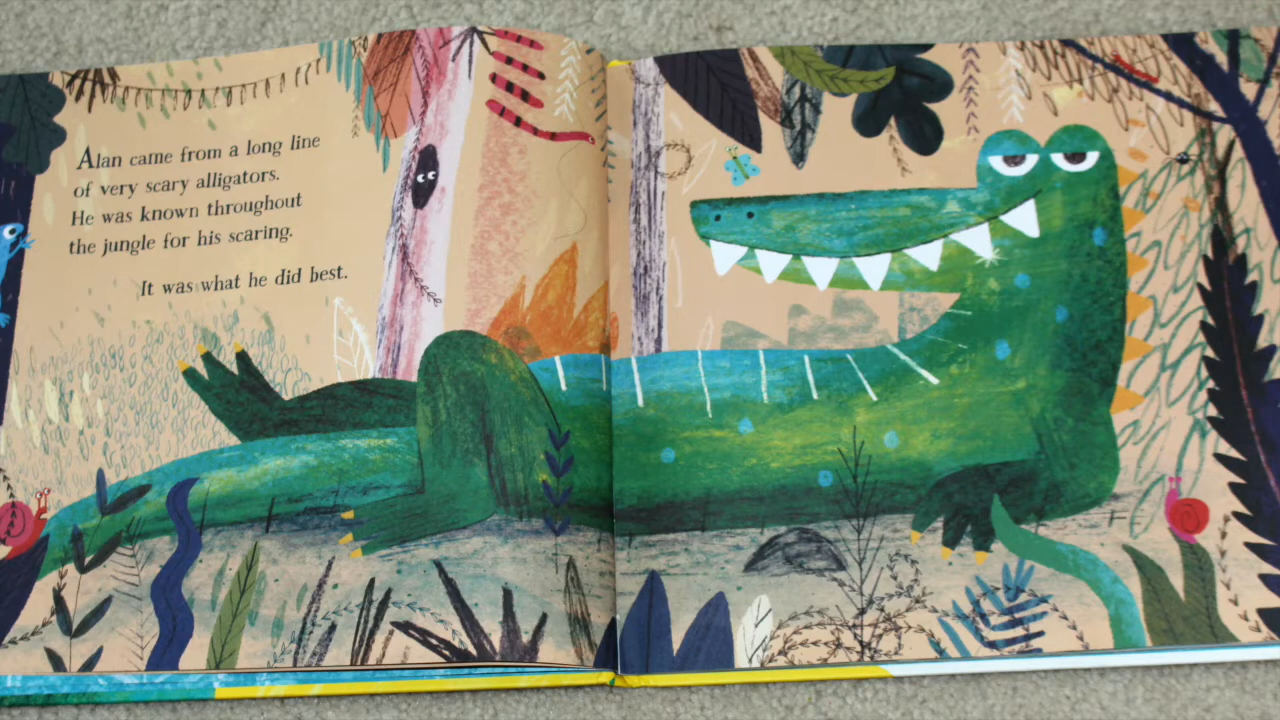 Alan came from a long line
of very scary alligators.
He was known throughout
the jungle for his scaring.
It was what he did best.